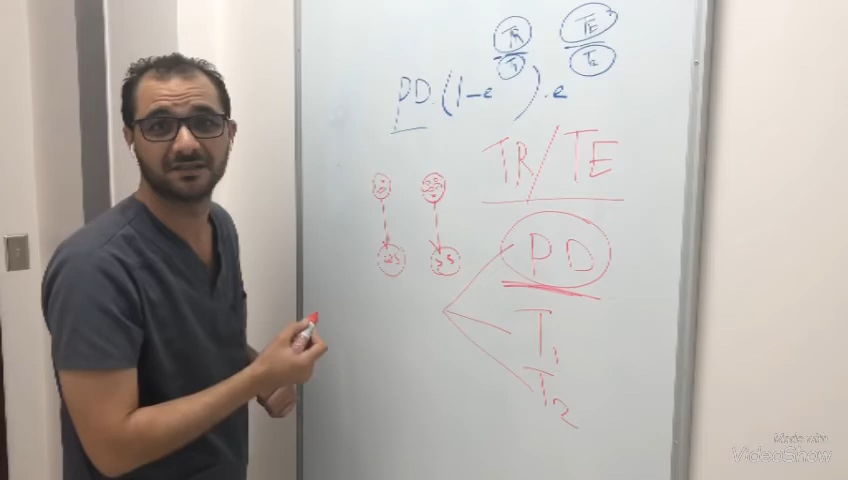 PD.(1-e TR/T1).e TE/T2
TR/TE
PD
T1
T2
Made with
VideoShow